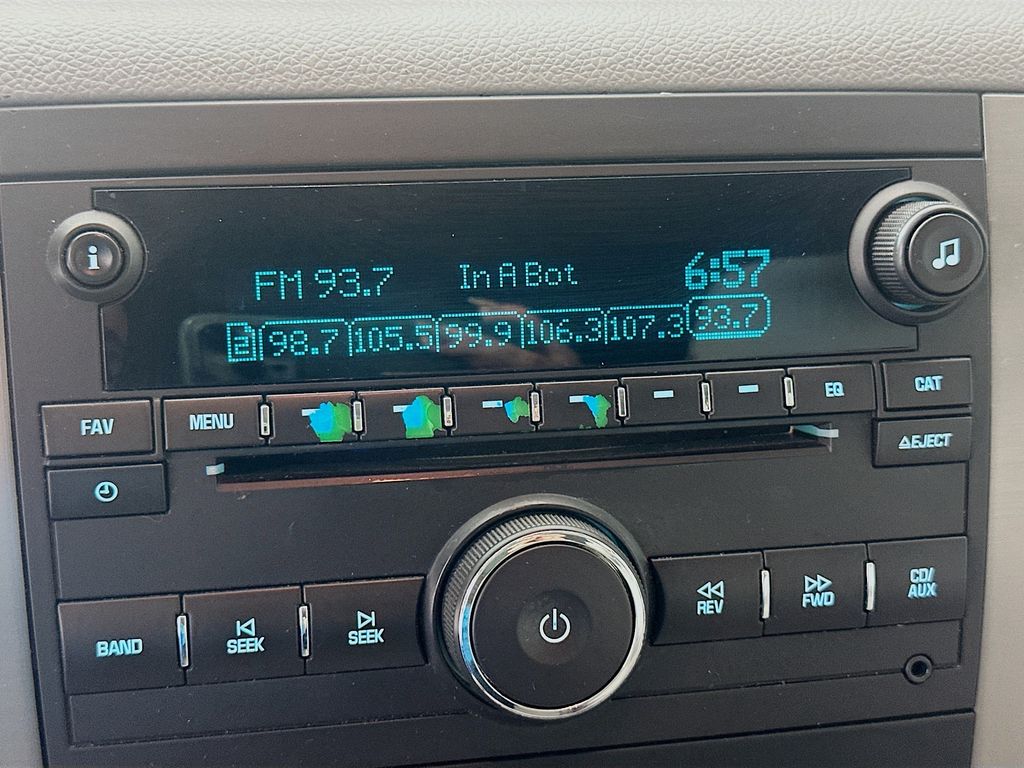 i
FM 93.7 In A Bot 6:57
2 98.7 105.5 99.9 106.3 107.3 93.7
FAV MENU EQ CAT
≜EJECT
BAND SEEK SEEK REV FWD CD/
AUX